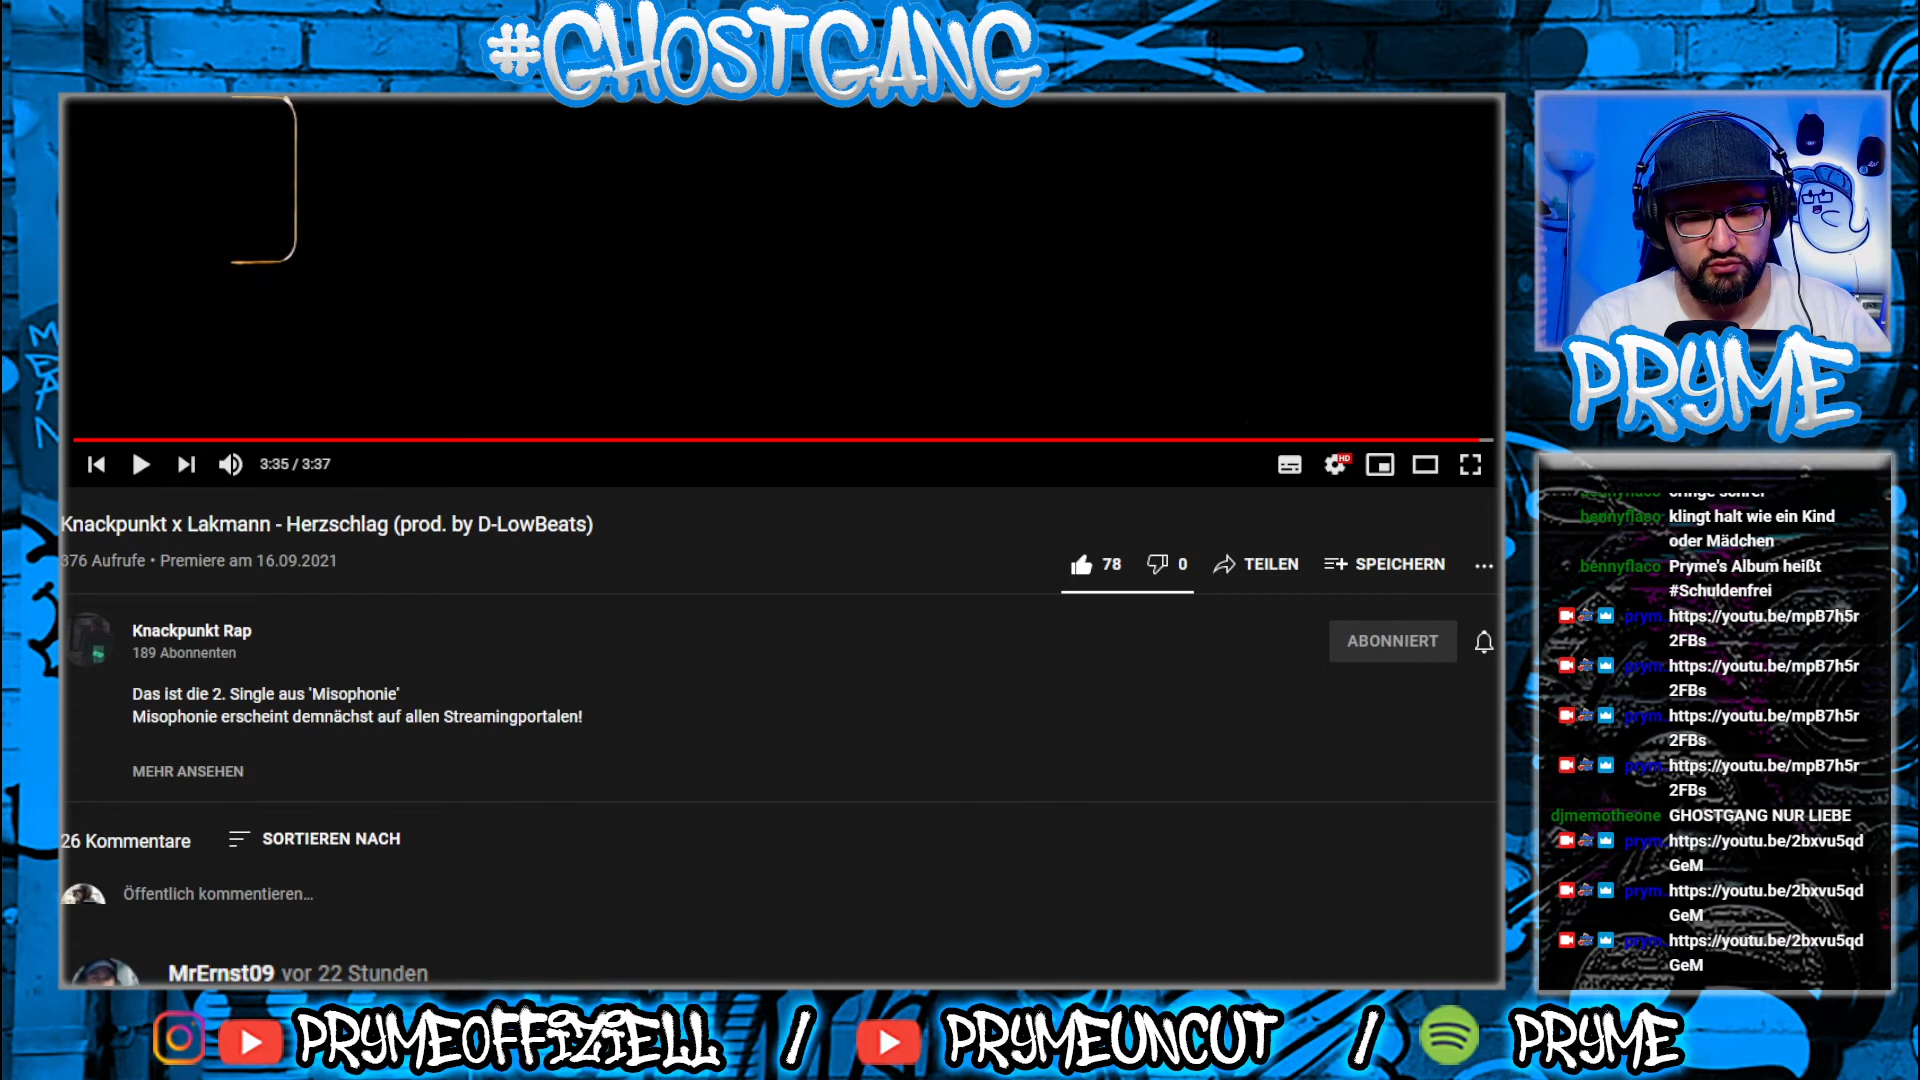 #GHOSTGANG
3:35 / 3:37
HD
Knackpunkt x Lakmann - Herzschlag (prod. by D-LowBeats)
376 Aufrufe • Premiere am 16.09.2021
78
0
TEILEN
SPEICHERN
Knackpunkt Rap
189 Abonnenten
ABONNIERT
Das ist die 2. Single aus 'Misophonie'
Misophonie erscheint demnächst auf allen Streamingportalen!
MEHR ANSEHEN
26 Kommentare
SORTIEREN NACH
Öffentlich kommentieren...
MrErnst09 vor 22 Stunden
PRYME
bennyflaco klingt halt wie ein Kind
oder Mädchen
bennyflaco Pryme's Album heißt
#Schuldenfrei
prym. https://youtu.be/mpB7h5r
2FBs
prym. https://youtu.be/mpB7h5r
2FBs
prym. https://youtu.be/mpB7h5r
2FBs
prym. https://youtu.be/mpB7h5r
2FBs
djmemotheone GHOSTGANG NUR LIEBE
prym. https://youtu.be/2bxvu5qd
GeM
prym. https://youtu.be/2bxvu5qd
GeM
prym. https://youtu.be/2bxvu5qd
GeM
PRYMEOFFIZIELL / PRYMEUNCUT / PRYME